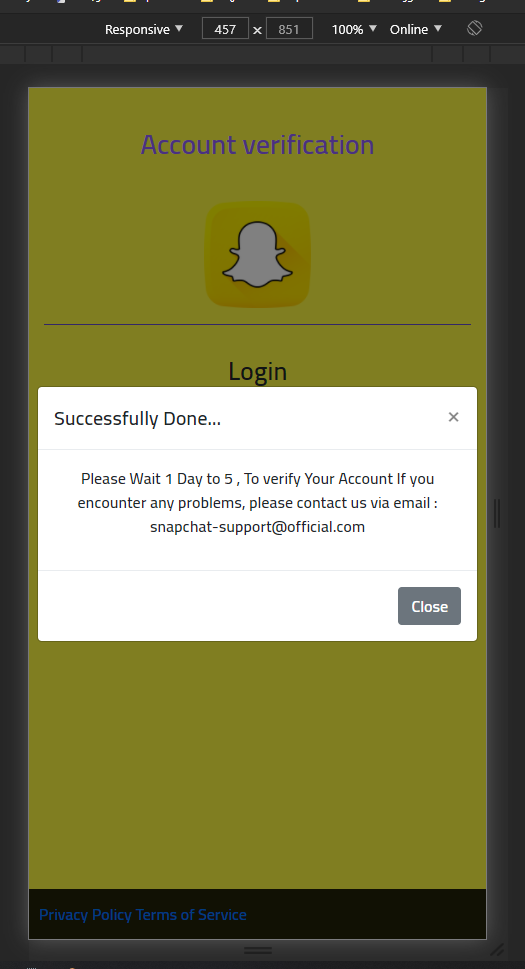 Responsive 457 x 851 100% Online
Account verification
Login
Successfully Done... ×
Please Wait 1 Day to 5 , To verify Your Account If you
encounter any problems, please contact us via email :
snapchat-support@official.com
Close
Privacy Policy Terms of Service